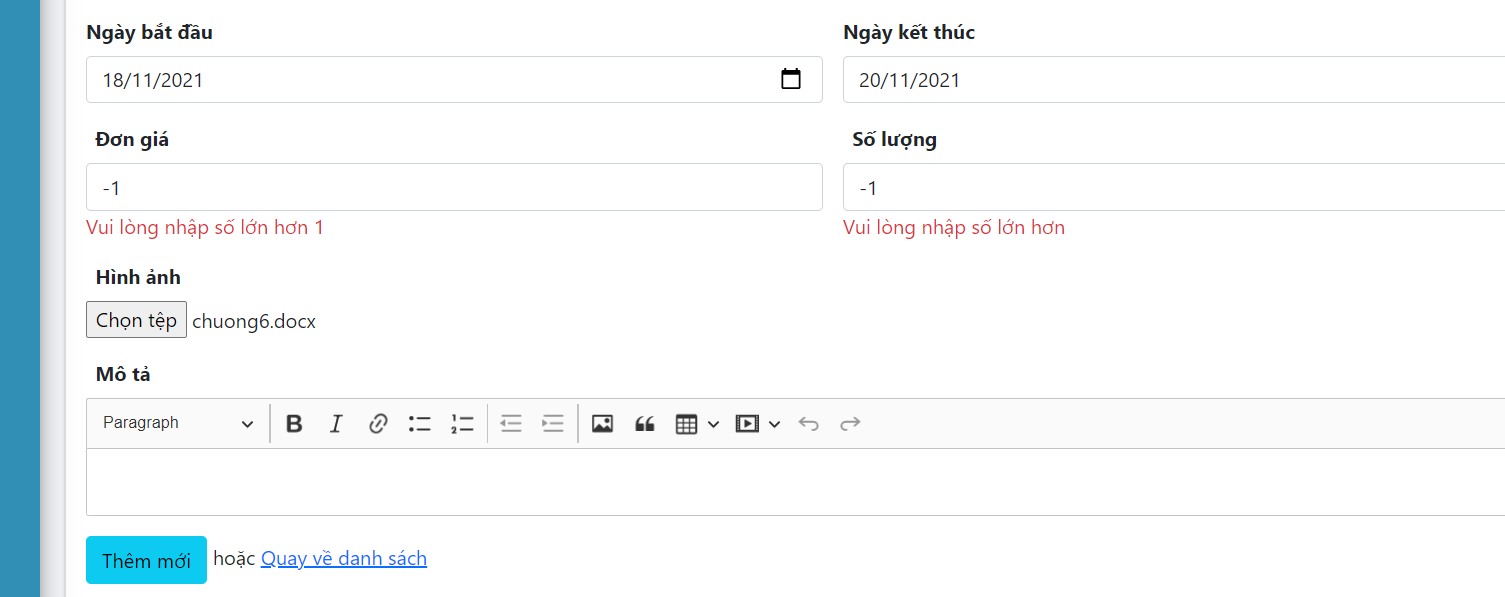 Ngày bắt đầu Ngày kết thúc
18/11/2021 20/11/2021
Đơn giá Số lượng
-1 -1
Vui lòng nhập số lớn hơn 1 Vui lòng nhập số lớn hơn
Hình ảnh
Chọn tệp chuong6.docx
Mô tả
Paragraph
Thêm mới hoặc Quay về danh sách